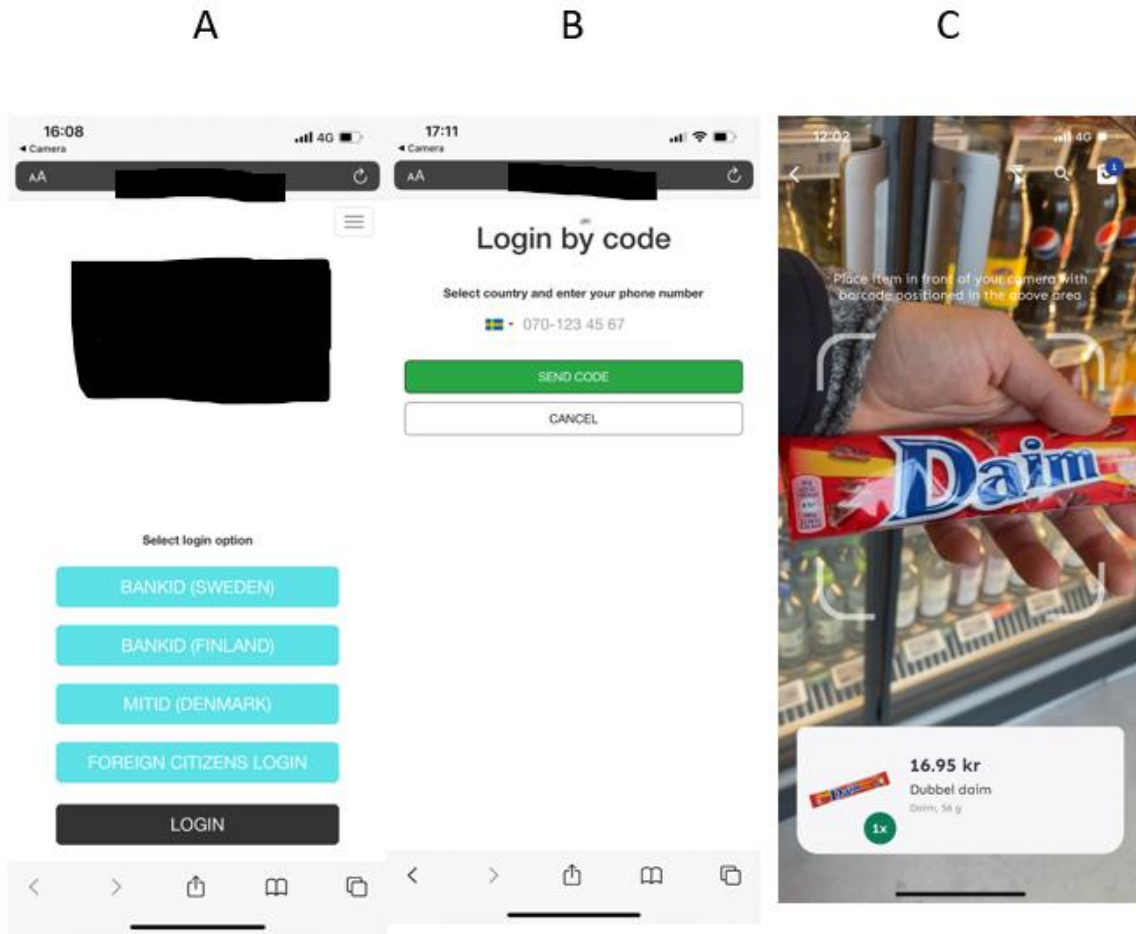 A
B
C
16:08
4G
Camera
AA
Select login option
BANKID (SWEDEN)
BANKID (FINLAND)
MITID (DENMARK)
FOREIGN CITIZENS LOGIN
LOGIN
17:11
Camera
AA
Login by code
Select country and enter your phone number
070-123 45 67
SEND CODE
CANCEL
12:02
4G
1
Place item in front of your camera with
barcode positioned in the above area
Daim
16.95 kr
Dubbel daim
Daim, 56 g
Daim
1x